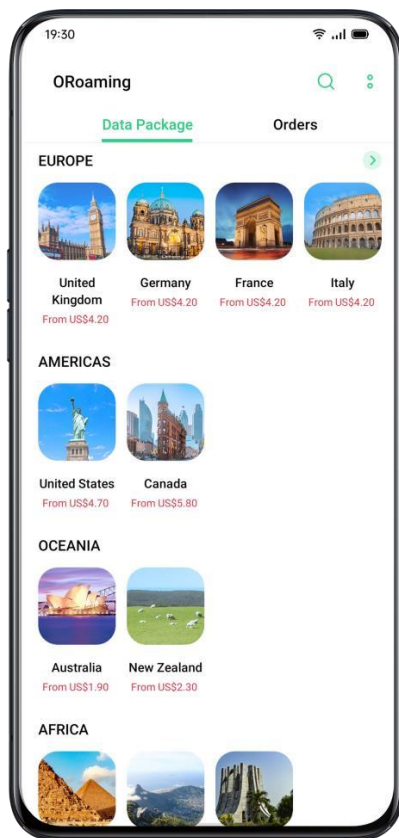 19:30
ORoaming
Data Package
Orders
EUROPE
United Kingdom
From US$4.20
Germany
From US$4.20
France
From US$4.20
Italy
From US$4.20
AMERICAS
United States
From US$4.70
Canada
From US$5.80
OCEANIA
Australia
From US$1.90
New Zealand
From US$2.30
AFRICA